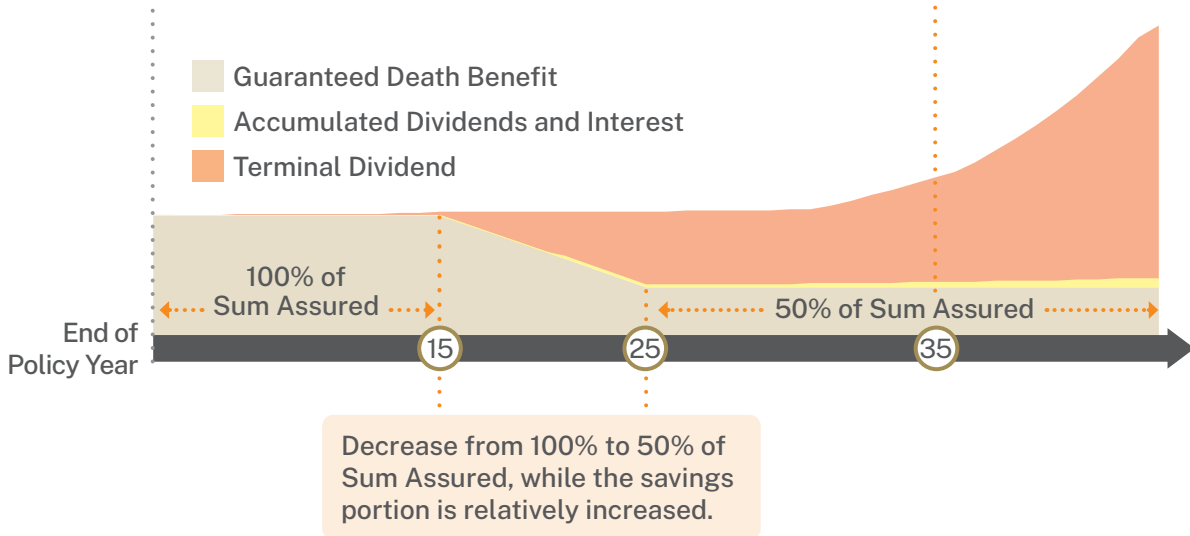 Guaranteed Death Benefit
Accumulated Dividends and Interest
Terminal Dividend
100% of
Sum Assured
50% of Sum Assured
End of
Policy Year
15
25
35
Decrease from 100% to 50% of
Sum Assured, while the savings
portion is relatively increased.